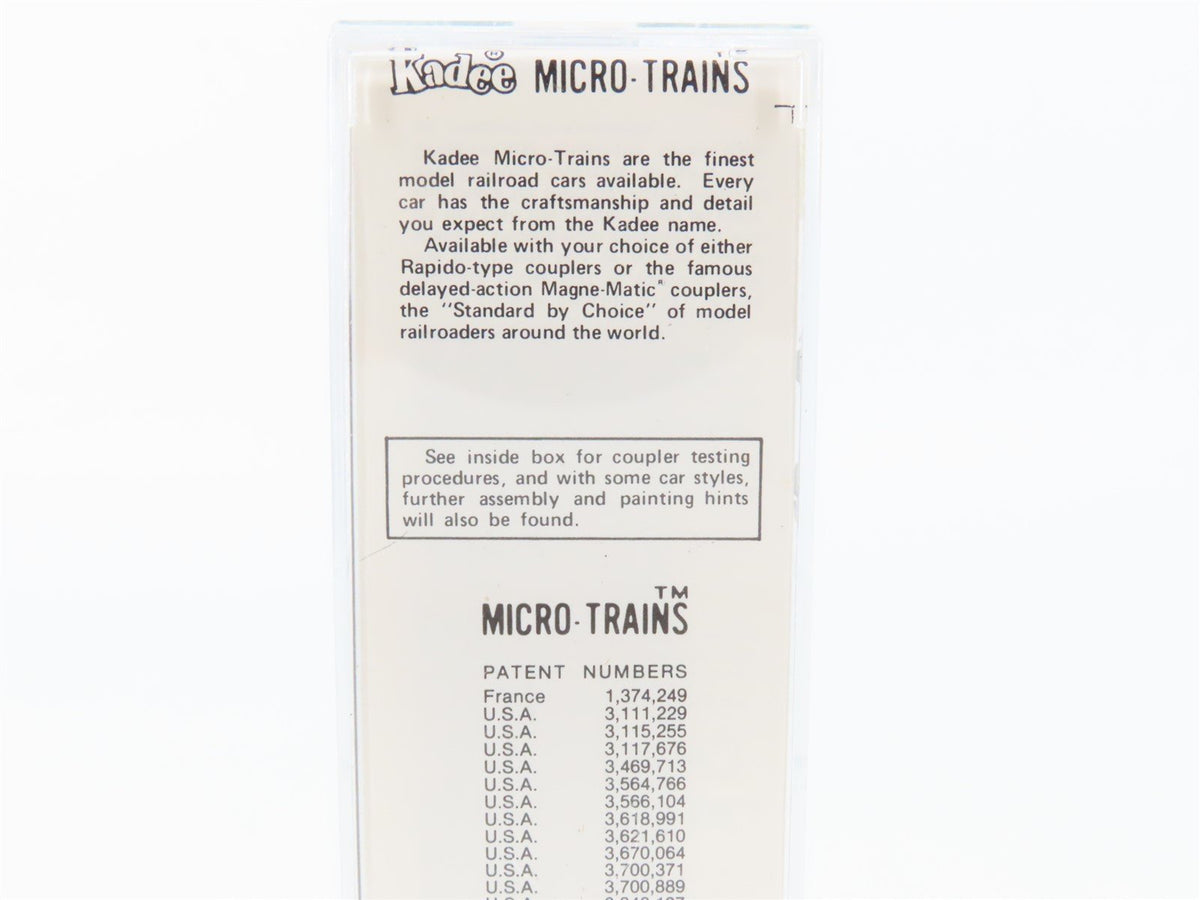 Kadee® MICRO-TRAINS
Kadee Micro-Trains are the finest
model railroad cars available. Every
car has the craftsmanship and detail
you expect from the Kadee name.
Available with your choice of either
Rapido-type couplers or the famous
delayed-action Magne-Matic® couplers,
the "Standard by Choice" of model
railroaders around the world.
See inside box for coupler testing
procedures, and with some car styles,
further assembly and painting hints
will also be found.
MICRO-TRAINS™
PATENT NUMBERS
France 1,374,249
U.S.A. 3,111,229
U.S.A. 3,115,255
U.S.A. 3,117,676
U.S.A. 3,469,713
U.S.A. 3,564,766
U.S.A. 3,566,104
U.S.A. 3,618,991
U.S.A. 3,621,610
U.S.A. 3,670,064
U.S.A. 3,700,371
U.S.A. 3,700,889